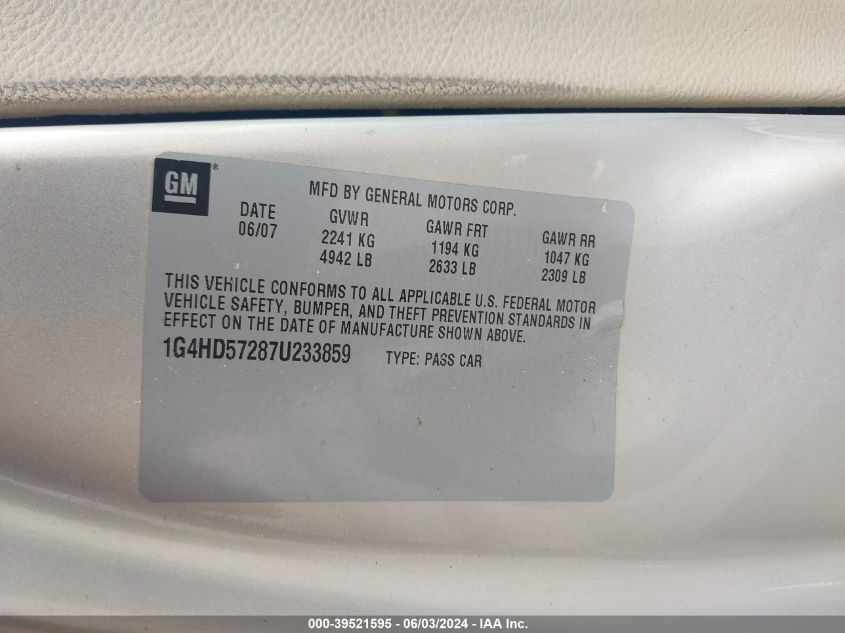 GM®
MFD BY GENERAL MOTORS CORP.
DATE GVWR GAWR FRT GAWR RR
06/07 2241 KG 1194 KG 1047 KG
4942 LB 2633 LB 2309 LB
THIS VEHICLE CONFORMS TO ALL APPLICABLE U.S. FEDERAL MOTOR
VEHICLE SAFETY, BUMPER, AND THEFT PREVENTION STANDARDS IN
EFFECT ON THE DATE OF MANUFACTURE SHOWN ABOVE.
1G4HD57287U233859 TYPE: PASS CAR
000-39521595 - 06/03/2024 - IAA Inc.